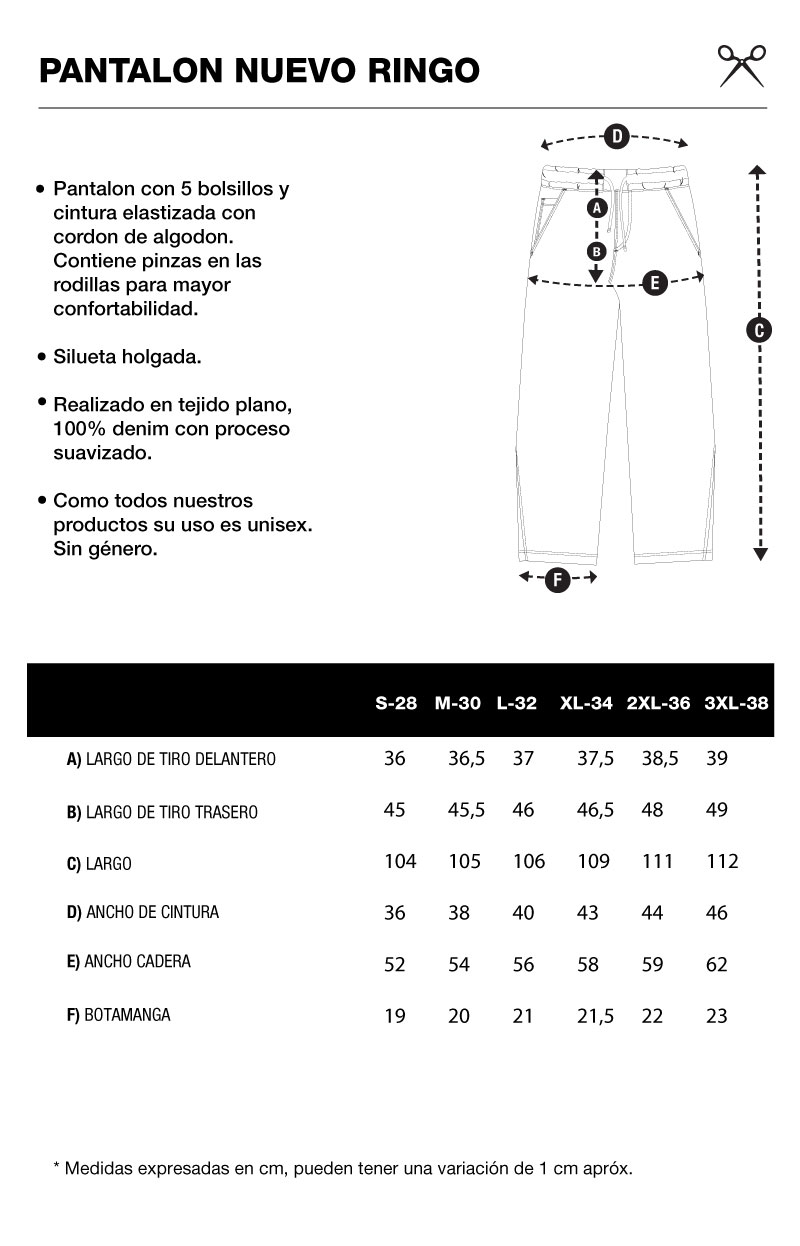 PANTALON NUEVO RINGO
• Pantalon con 5 bolsillos y
cintura elastizada con
cordon de algodon.
Contiene pinzas en las
rodillas para mayor
confortabilidad.
• Silueta holgada.
• Realizado en tejido plano,
100% denim con proceso
suavizado.
• Como todos nuestros
productos su uso es unisex.
Sin género.
D
A
B
E
C
F
S-28 M-30 L-32 XL-34 2XL-36 3XL-38
A) LARGO DE TIRO DELANTERO 36 36,5 37 37,5 38,5 39
B) LARGO DE TIRO TRASERO 45 45,5 46 46,5 48 49
C) LARGO 104 105 106 109 111 112
D) ANCHO DE CINTURA 36 38 40 43 44 46
E) ANCHO CADERA 52 54 56 58 59 62
F) BOTAMANGA 19 20 21 21,5 22 23
* Medidas expresadas en cm, pueden tener una variación de 1 cm apróx.